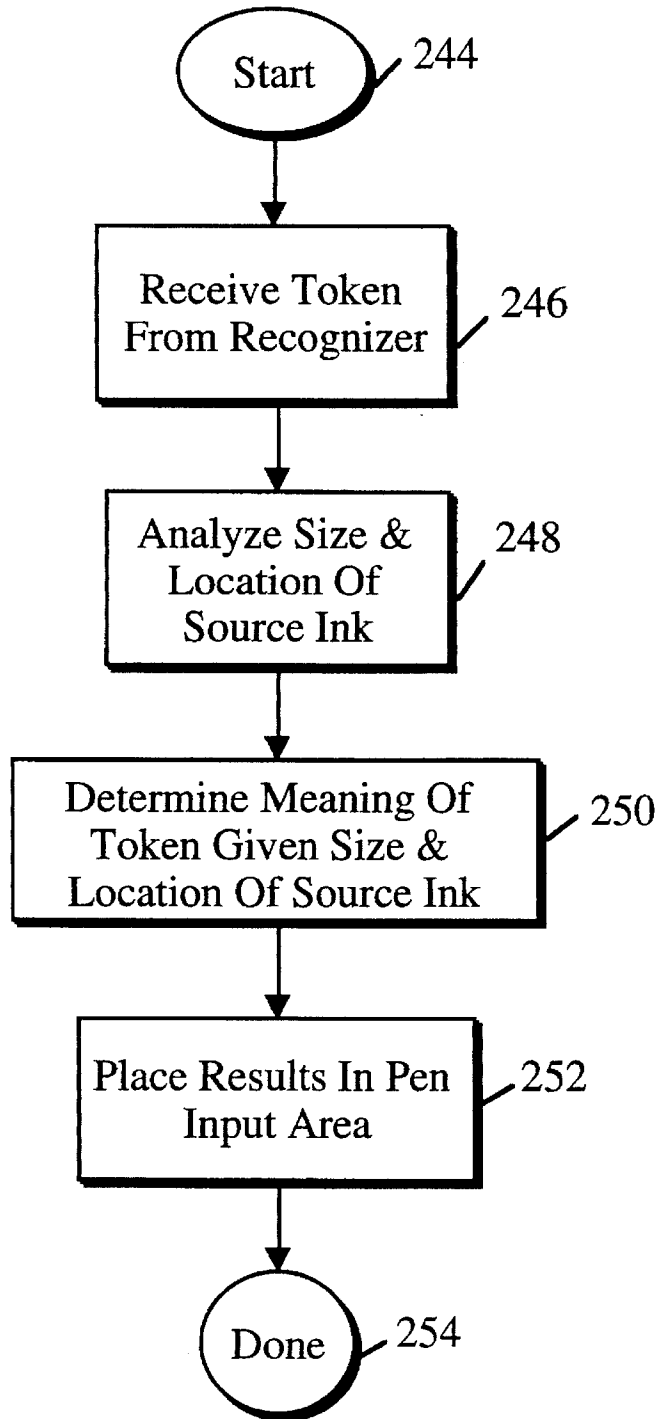 Start
244
Receive Token
From Recognizer
246
Analyze Size &
Location Of
Source Ink
248
Determine Meaning Of
Token Given Size &
Location Of Source Ink
250
Place Results In Pen
Input Area
252
Done
254